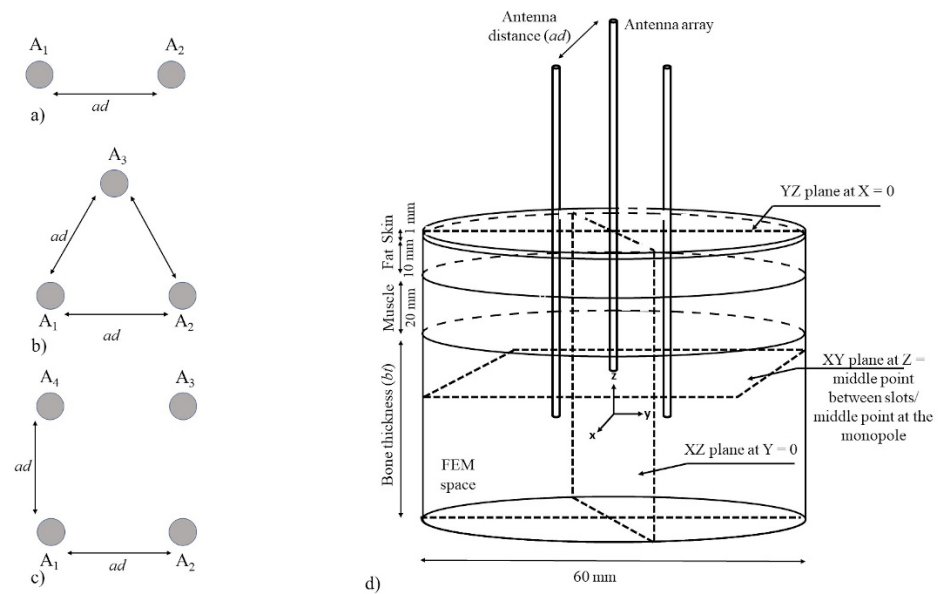 A1 A2
ad
a)
A3
ad
A1 A2
ad
b)
A4 A3
ad
A1 A2
ad
c)
Antenna
distance (ad)
Antenna array
YZ plane at X = 0
Skin
1 mm
Fat
10 mm
Muscle
20 mm
Bone thickness (bt)
z
y
x
XY plane at Z =
middle point
between slots/
middle point at the
monopole
XZ plane at Y = 0
FEM
space
60 mm
d)